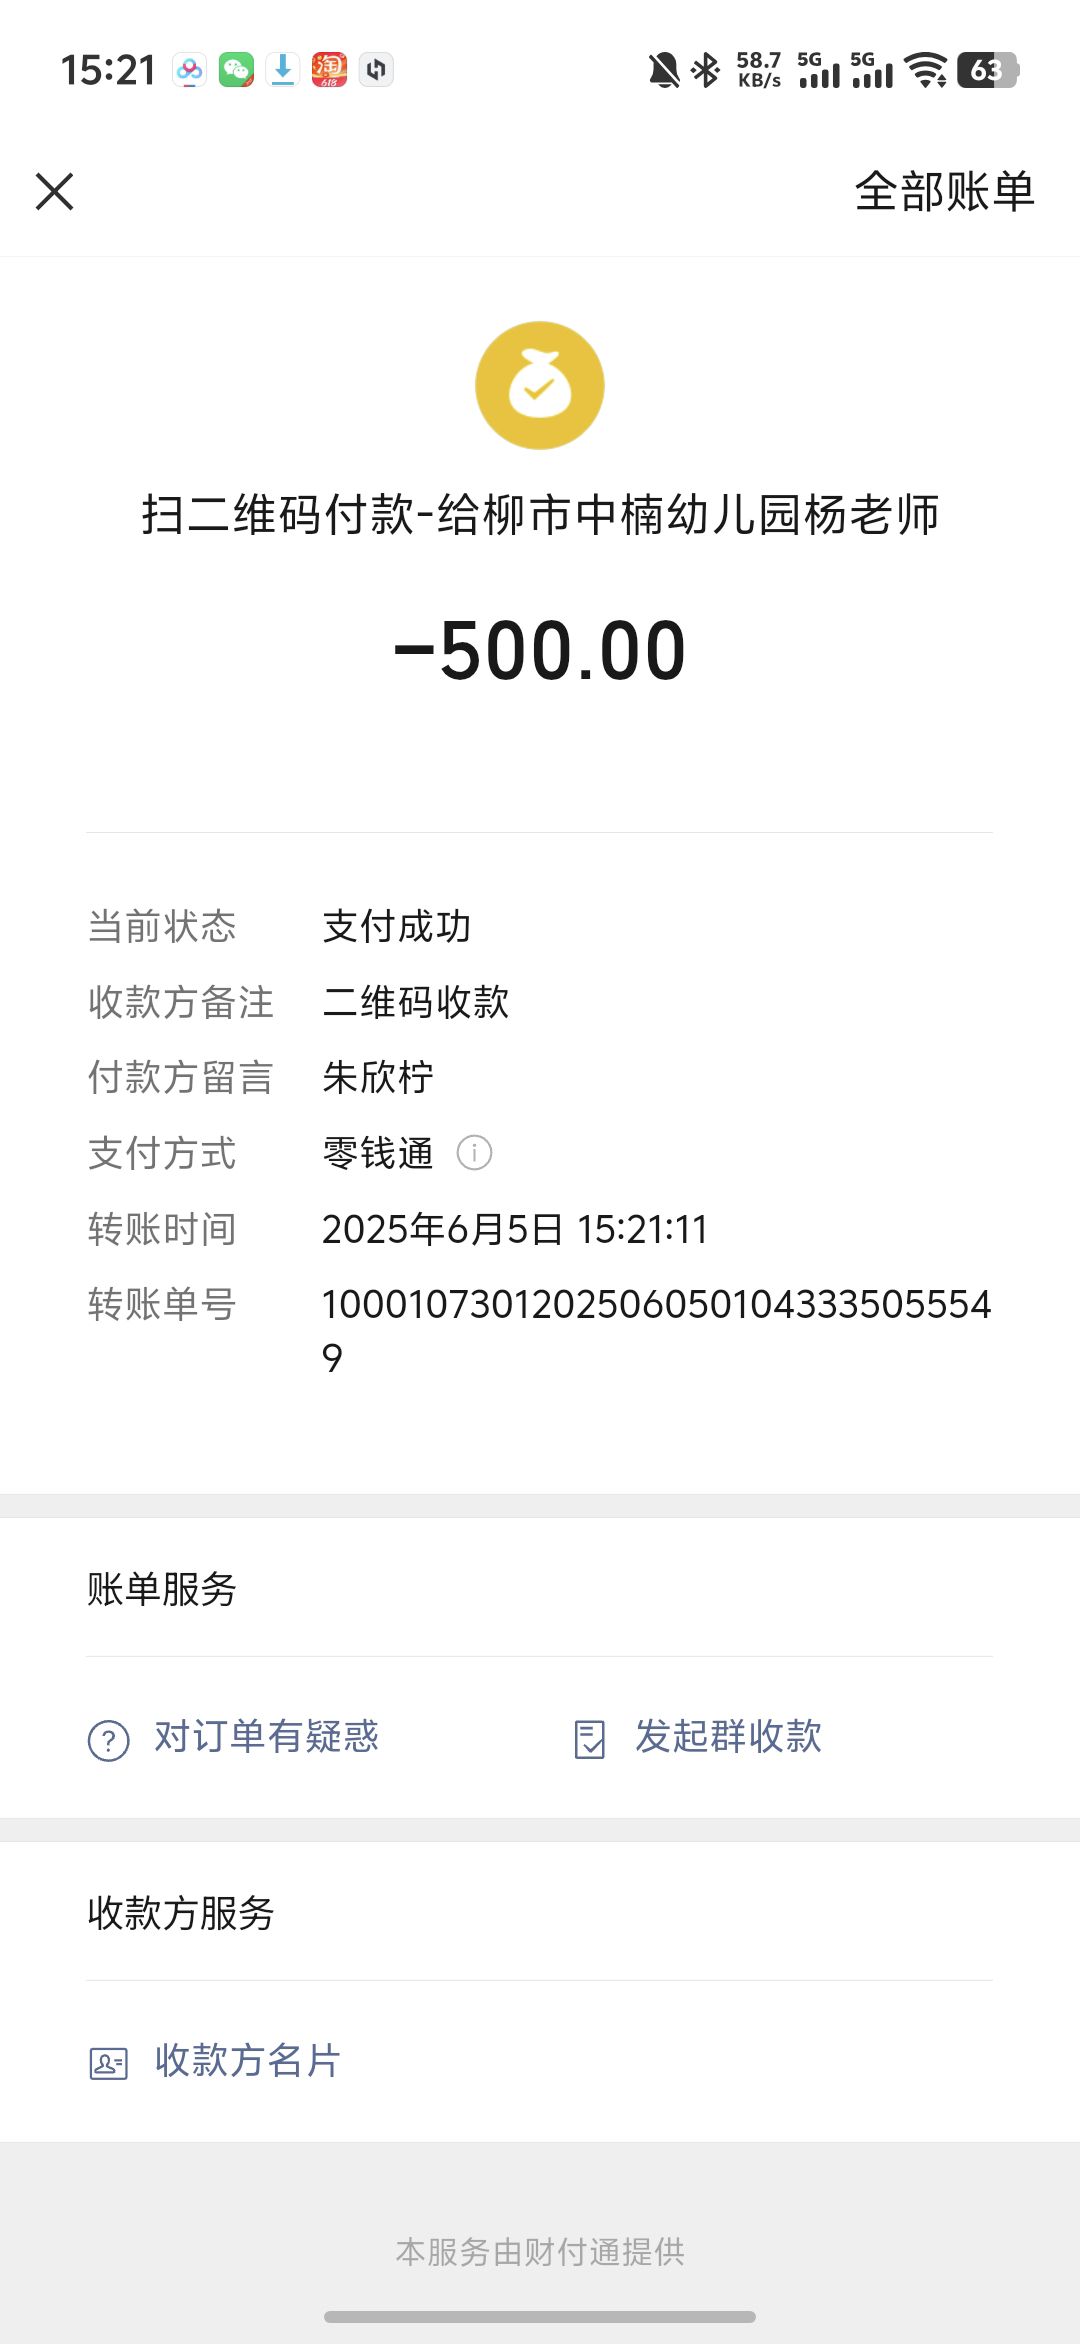 15:21 58.7 KB/s 5G 5G 63
全部账单
扫二维码付款-给柳市中楠幼儿园杨老师
-500.00
当前状态 支付成功
收款方备注 二维码收款
付款方留言 朱欣柠
支付方式 零钱通
转账时间 2025年6月5日 15:21:11
转账单号 1000107301202506050104333505554
9
账单服务
对订单有疑惑 发起群收款
收款方服务
收款方名片
本服务由财付通提供